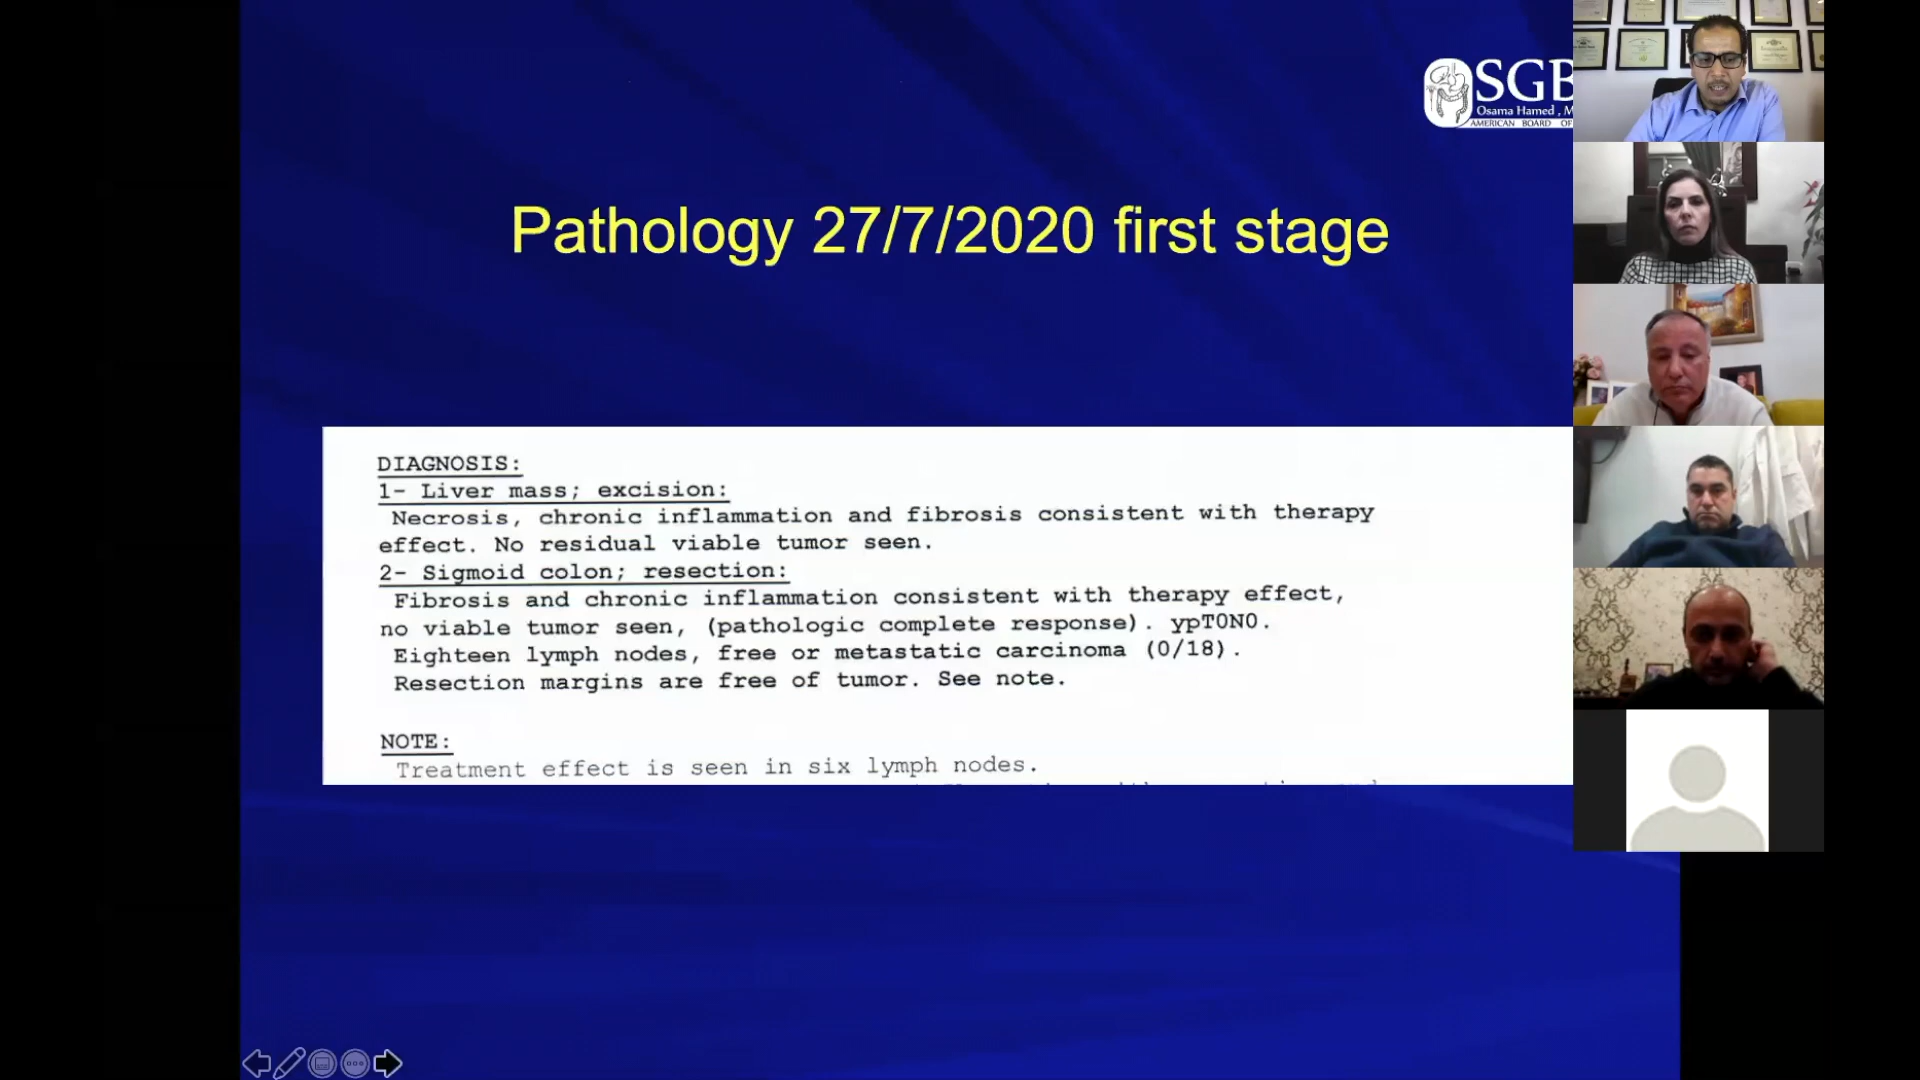 SGB
Osama Hamed , M
AMERICAN BOARD OF
Pathology 27/7/2020 first stage
DIAGNOSIS:
1- Liver mass; excision:
Necrosis, chronic inflammation and fibrosis consistent with therapy
effect. No residual viable tumor seen.
2- Sigmoid colon; resection:
Fibrosis and chronic inflammation consistent with therapy effect,
no viable tumor seen, (pathologic complete response). ypT0N0.
Eighteen lymph nodes, free or metastatic carcinoma (0/18).
Resection margins are free of tumor. See note.
NOTE:
Treatment effect is seen in six lymph nodes.